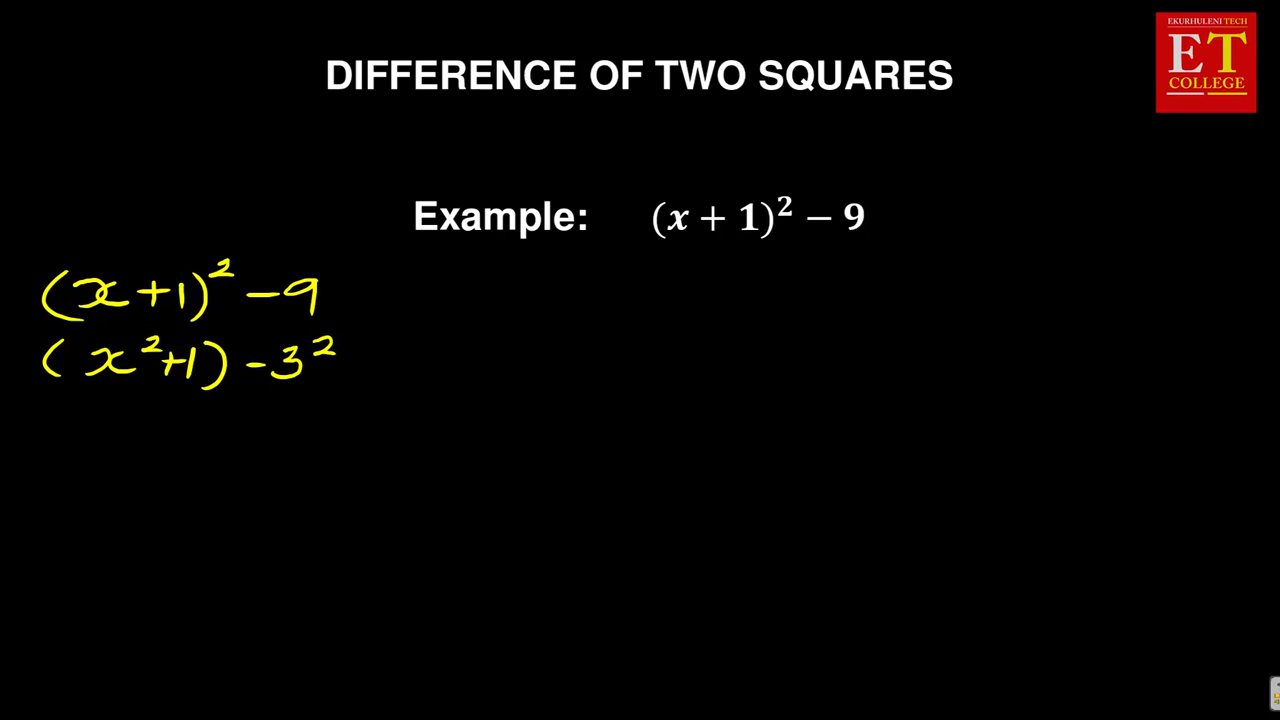 EKURHULENI TECH
ET
COLLEGE
DIFFERENCE OF TWO SQUARES
Example: (x + 1)² − 9
(x+1)² −9
(x²+1) −3²